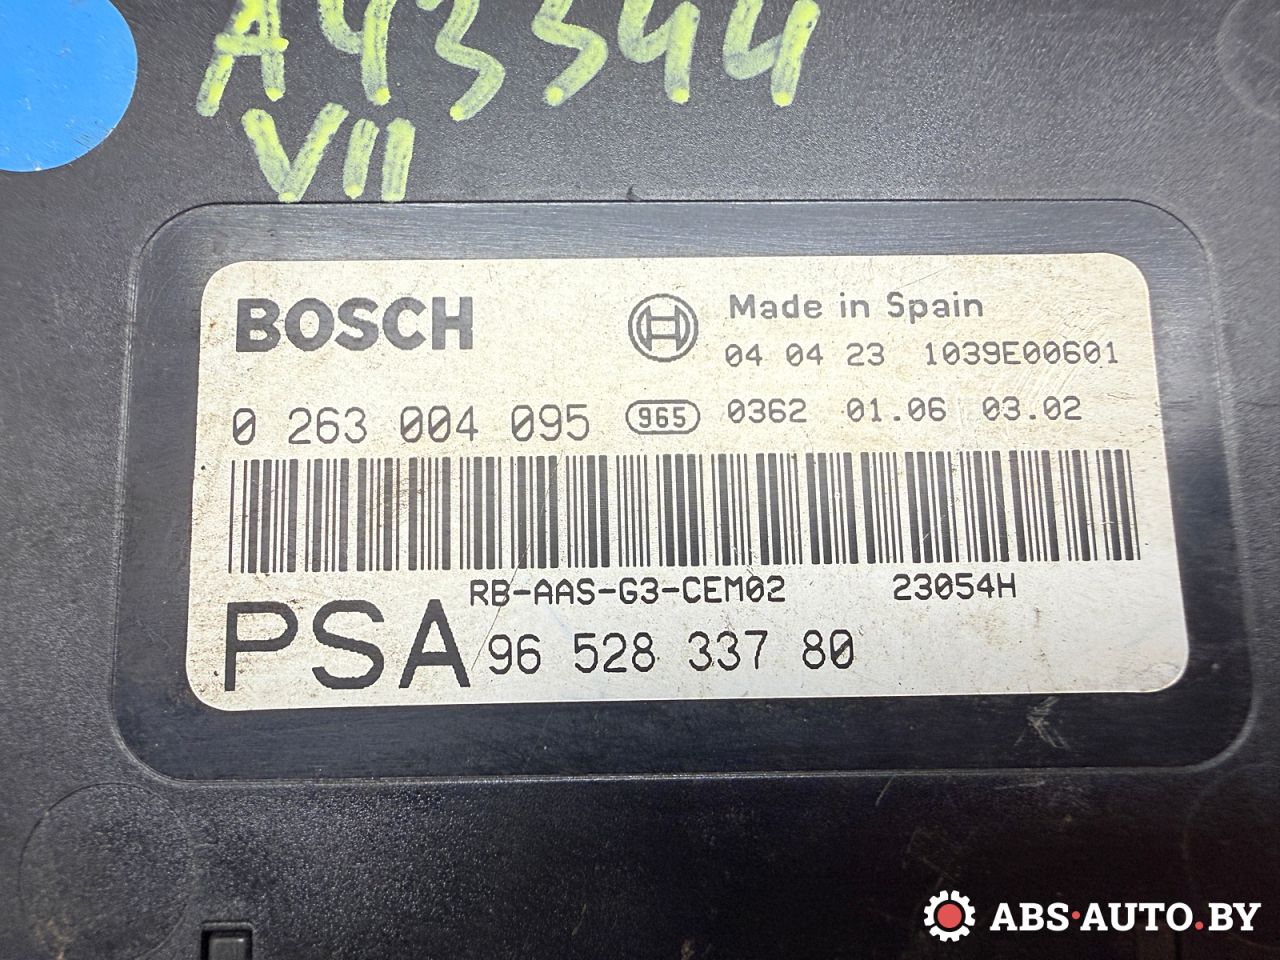 A43544
VII
BOSCH
Made in Spain
04 04 23 1039E00601
0 263 004 095 965 0362 01.06 03.02
RB-AAS-G3-CEM02 23054H
PSA 96 528 337 80
ABS·AUTO.BY